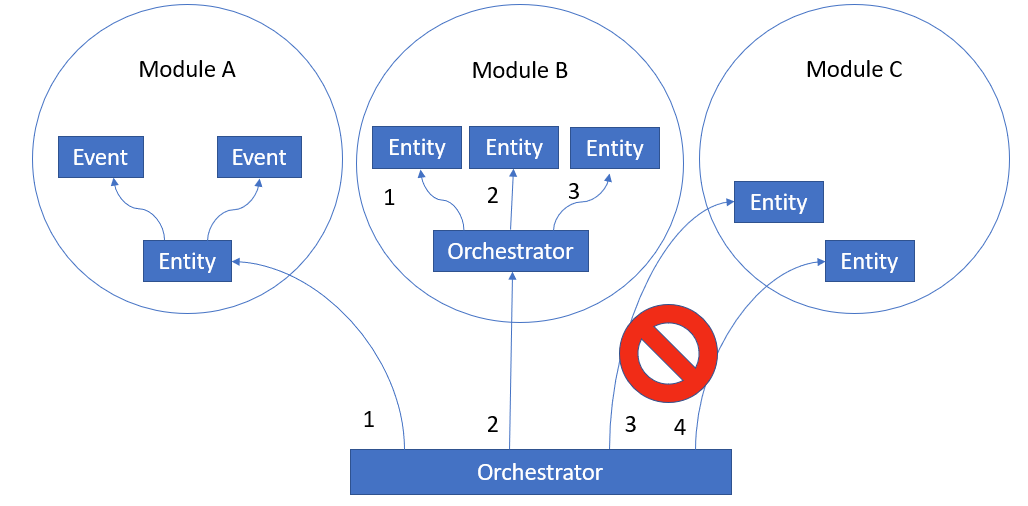 Module A
Module B
Module C
Event
Event
Entity
Entity
Entity
Entity
1
2
3
Orchestrator
Entity
Entity
Entity
1
2
3
4
Orchestrator